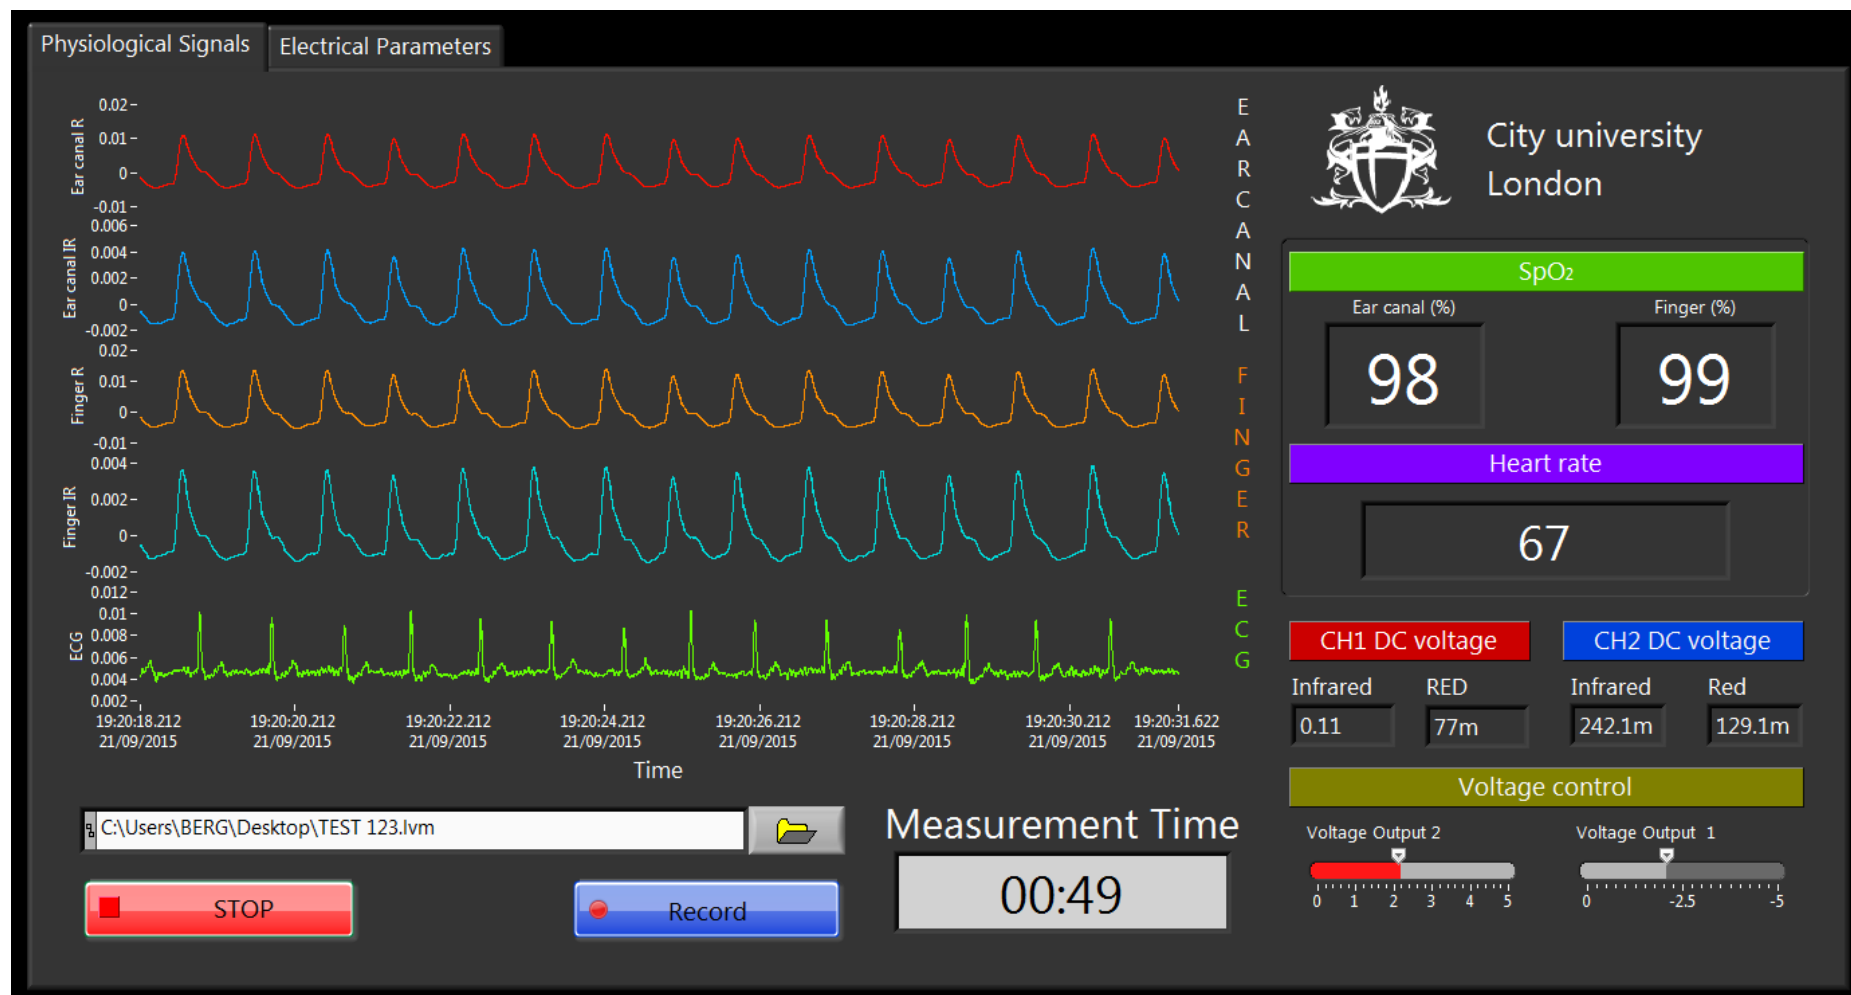 Physiological Signals
Electrical Parameters
Ear canal R
0.02
0.01
0
-0.01
Ear canal IR
0.006
0.004
0.002
0
-0.002
Finger R
0.02
0.01
0
-0.01
Finger IR
0.004
0.002
0
-0.002
ECG
0.012
0.01
0.008
0.006
0.004
0.002
19:20:18.212 19:20:20.212 19:20:22.212 19:20:24.212 19:20:26.212 19:20:28.212 19:20:30.212 19:20:31.622
21/09/2015 21/09/2015 21/09/2015 21/09/2015 21/09/2015 21/09/2015 21/09/2015 21/09/2015
Time
EARCANAL
FINGER
ECG
C:\Users\BERG\Desktop\TEST 123.lvm
STOP
Record
Measurement Time
00:49
City university
London
SpO2
Ear canal (%) Finger (%)
98 99
Heart rate
67
CH1 DC voltage CH2 DC voltage
Infrared RED Infrared Red
0.11 77m 242.1m 129.1m
Voltage control
Voltage Output 2 Voltage Output 1
0 1 2 3 4 5 0 -2.5 -5